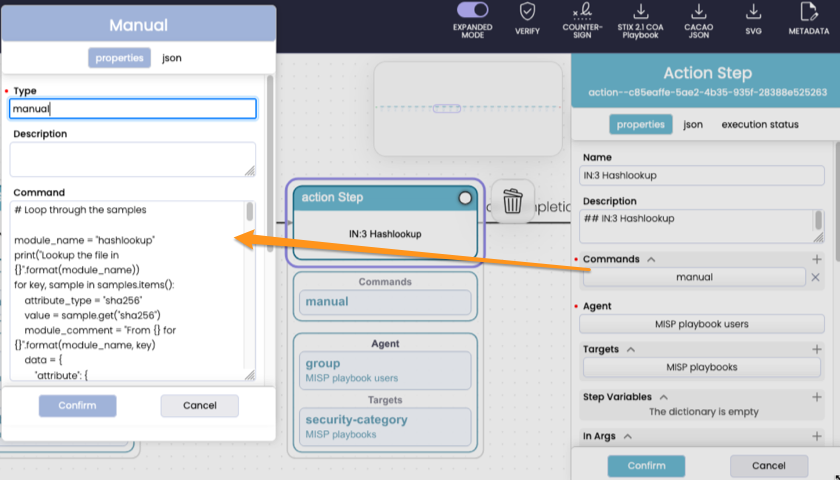 Manual
properties
json
Type
manual
Description
Command
# Loop through the samples
module_name = "hashlookup"
print("Lookup the file in
{}".format(module_name))
for key, sample in samples.items():
attribute_type = "sha256"
value = sample.get("sha256")
module_comment = "From {} for
{}".format(module_name, key)
data = {
"attribute": {
Confirm
Cancel
EXPANDED
MODE
VERIFY
COUNTER-
SIGN
STIX 2.1 COA
Playbook
CACAO
JSON
SVG
METADATA
action Step
IN:3 Hashlookup
Commands
manual
Agent
group
MISP playbook users
Targets
security-category
MISP playbooks
Action Step
action--c85eaffe-5ae2-4b35-935f-28388e525263
properties
json
execution status
Name
IN:3 Hashlookup
Description
## IN:3 Hashlookup
Commands
manual
Agent
MISP playbook users
Targets
MISP playbooks
Step Variables
The dictionary is empty
In Args
Confirm
Cancel